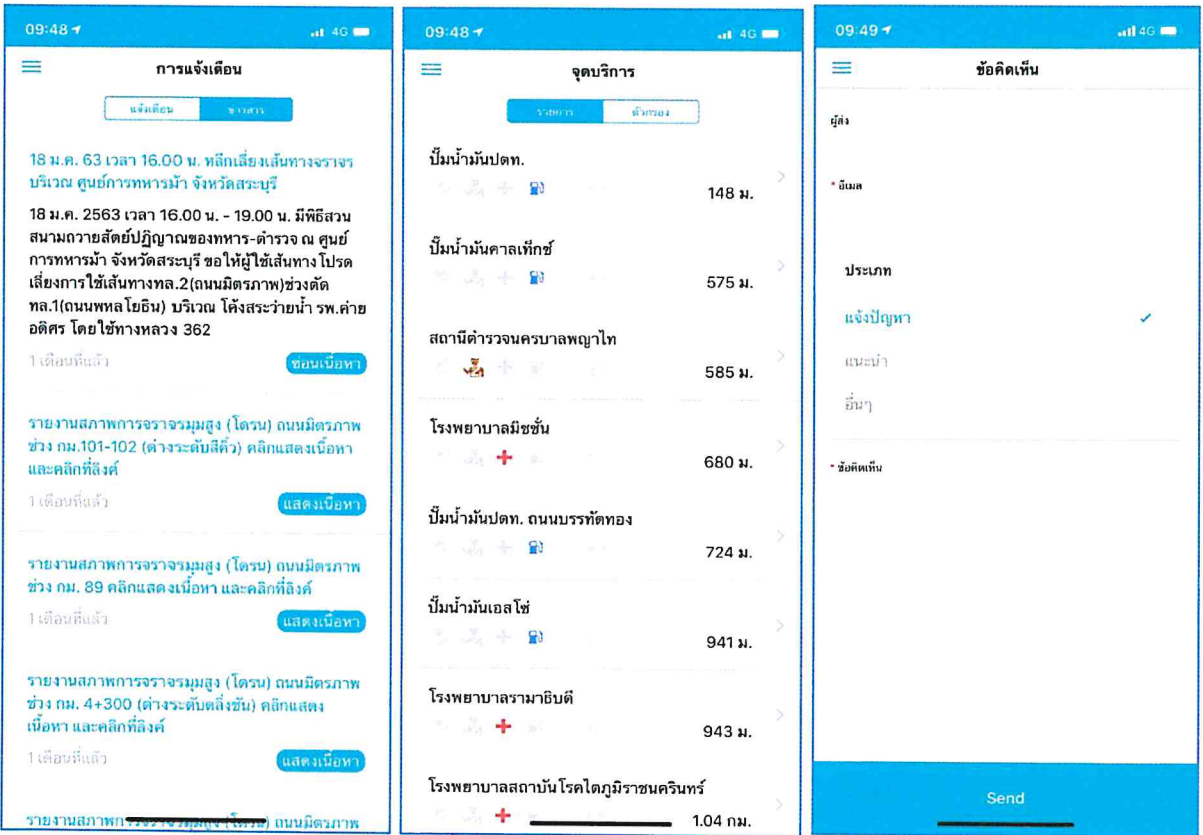 09:48
4G
การแจ้งเตือน
แจ้งเตือน
ข่าวสาร
18 ม.ค. 63 เวลา 16.00 น. หลีกเลี่ยงเส้นทางจราจร
บริเวณ ศูนย์การทหารม้า จังหวัดสระบุรี
18 ม.ค. 2563 เวลา 16.00 น. - 19.00 น. มีพิธีสวน
สนามถวายสัตย์ปฏิญาณของทหาร-ตำรวจ ณ ศูนย์
การทหารม้า จังหวัดสระบุรี ขอให้ผู้ใช้เส้นทาง โปรด
เลี่ยงการใช้เส้นทางทล.2(ถนนมิตรภาพ)ช่วงตัด
ทล.1(ถนนพหลโยธิน) บริเวณ โค้งสระว่ายน้ำ รพ.ค่าย
อดิศร โดยใช้ทางหลวง 362
1 เดือนที่แล้ว
ซ่อนเนื้อหา
รายงานสภาพการจราจรมุมสูง (โดรน) ถนนมิตรภาพ
ช่วง กม.101-102 (ต่างระดับสีคิ้ว) คลิกแสดงเนื้อหา
และคลิกที่ลิงค์
1 เดือนที่แล้ว
แสดงเนื้อหา
รายงานสภาพการจราจรมุมสูง (โดรน) ถนนมิตรภาพ
ช่วง กม. 89 คลิกแสดงเนื้อหา และคลิกที่ลิงค์
1 เดือนที่แล้ว
แสดงเนื้อหา
รายงานสภาพการจราจรมุมสูง (โดรน) ถนนมิตรภาพ
ช่วง กม. 4+300 (ต่างระดับตลิ่งชัน) คลิกแสดง
เนื้อหา และคลิกที่ลิงค์
1 เดือนที่แล้ว
แสดงเนื้อหา
รายงานสภาพการจราจรมุมสูง (โดรน) ถนนมิตรภาพ
09:48
4G
จุดบริการ
รายการ
ตัวกรอง
ปั๊มน้ำมันปตท.
148 ม.
ปั๊มน้ำมันคาลเท็กซ์
575 ม.
สถานีตำรวจนครบาลพญาไท
585 ม.
โรงพยาบาลมิชชั่น
680 ม.
ปั๊มน้ำมันปตท. ถนนบรรทัดทอง
724 ม.
ปั๊มน้ำมันเอสโซ่
941 ม.
โรงพยาบาลรามาธิบดี
943 ม.
โรงพยาบาลสถาบันโรคไตภูมิราชนครินทร์
1.04 กม.
09:49
4G
ข้อคิดเห็น
ผู้ส่ง
* อีเมล
ประเภท
แจ้งปัญหา
แนะนำ
อื่นๆ
* ข้อคิดเห็น
Send